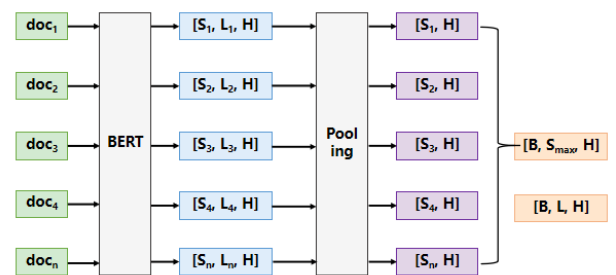 doc₁ [S₁, L₁, H] [S₁, H]
doc₂ [S₂, L₂, H] [S₂, H]
doc₃ BERT [S₃, L₃, H] Pool
ing [S₃, H] [B, Sₘₐₓ, H]
doc₄ [S₄, L₄, H] [S₄, H] [B, L, H]
docₙ [Sₙ, Lₙ, H] [Sₙ, H]